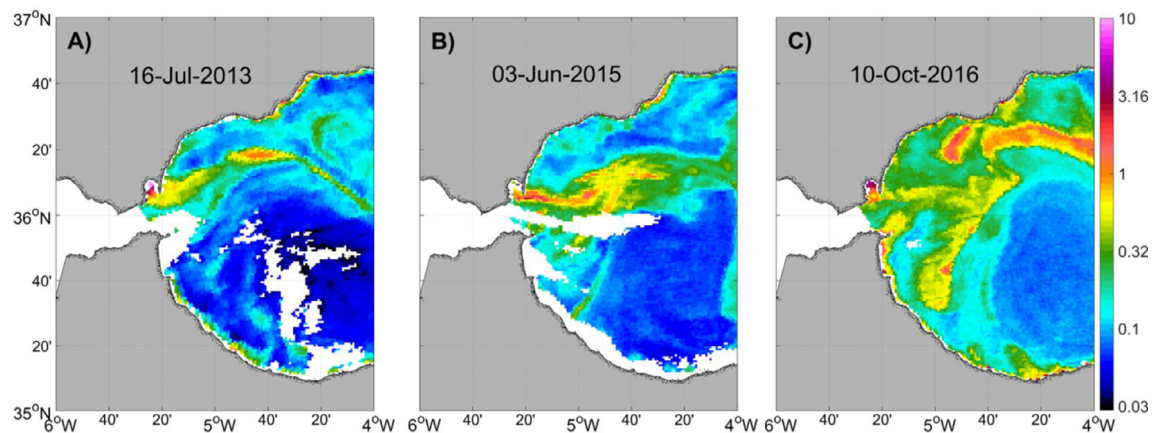 A) B) C)
16-Jul-2013 03-Jun-2015 10-Oct-2016
37°N
40'
20'
36°N
40'
20'
35°N
6°W 40' 20' 5°W 40' 20' 4°W
6°W 40' 20' 5°W 40' 20' 4°W
6°W 40' 20' 5°W 40' 20' 4°W
10
3.16
1
0.32
0.1
0.03